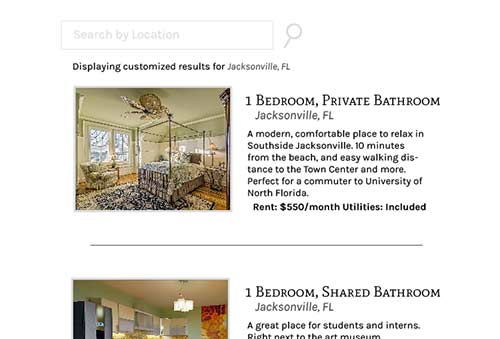 Search by Location
Displaying customized results for Jacksonville, FL
1 Bedroom, Private Bathroom
Jacksonville, FL
A modern, comfortable place to relax in
Southside Jacksonville. 10 minutes
from the beach, and easy walking dis-
tance to the Town Center and more.
Perfect for a commuter to University of
North Florida.
Rent: $550/month Utilities: Included
1 Bedroom, Shared Bathroom
Jacksonville, FL
A great place for students and interns.
Right next to the art museum